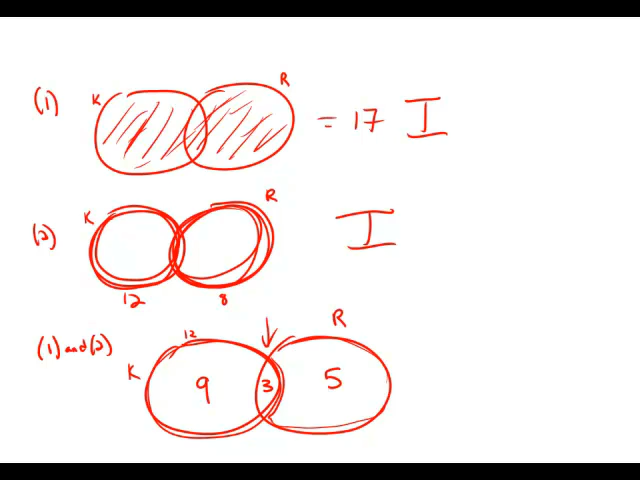 K R
(1) = 17 I
K R
(2) I
12 8
(1) and (2) 12 R
K 9 3 5